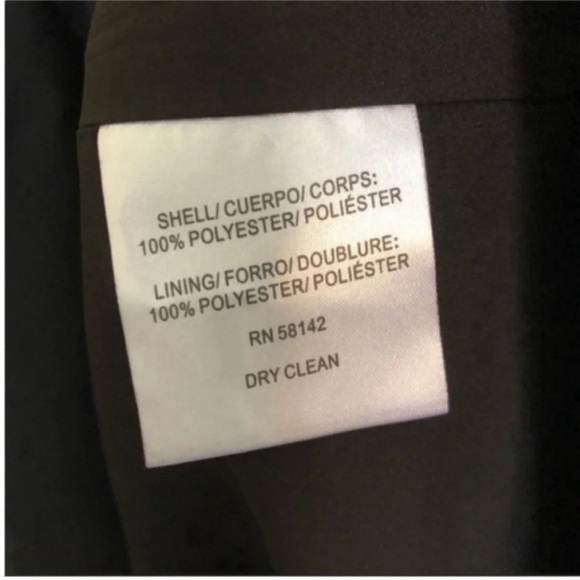 SHELL/ CUERPO/ CORPS:
100% POLYESTER/ POLIÉSTER
LINING/ FORRO/ DOUBLURE:
100% POLYESTER/ POLIÉSTER
RN 58142
DRY CLEAN